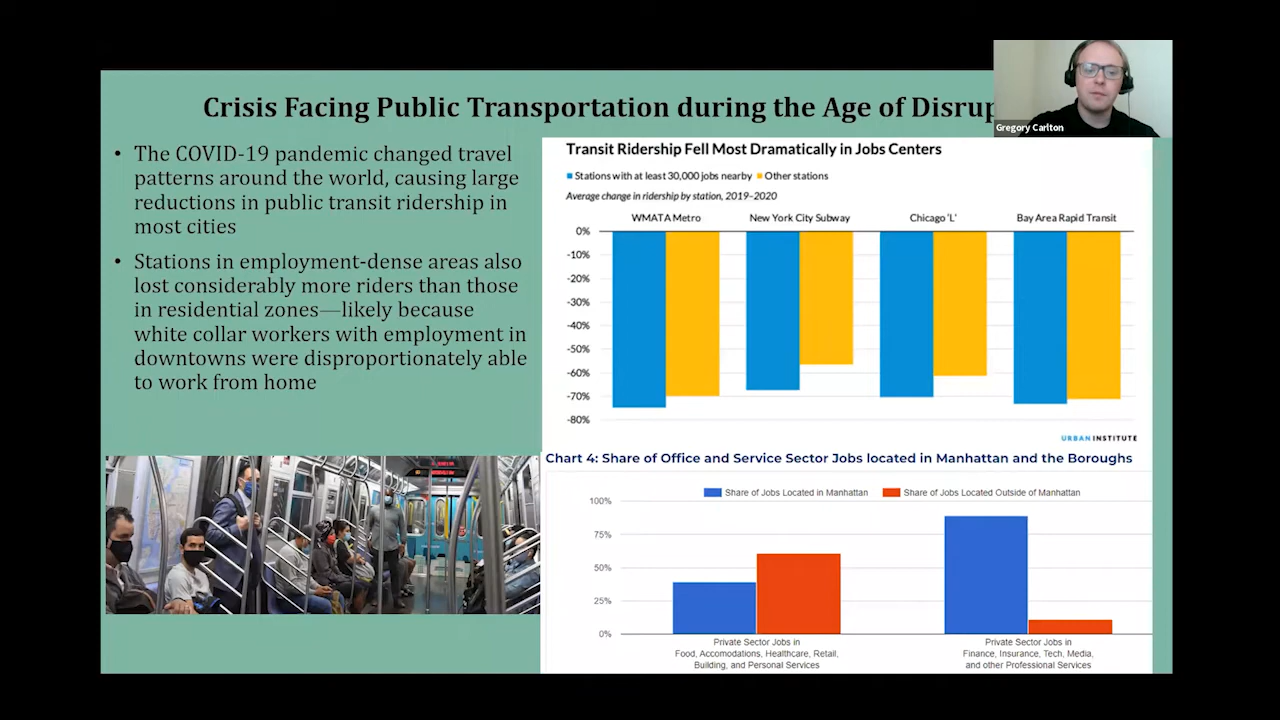 Crisis Facing Public Transportation during the Age of Disrup
Gregory Carlton
• The COVID-19 pandemic changed travel
patterns around the world, causing large
reductions in public transit ridership in
most cities
• Stations in employment-dense areas also
lost considerably more riders than those
in residential zones—likely because
white collar workers with employment in
downtowns were disproportionately able
to work from home
Transit Ridership Fell Most Dramatically in Jobs Centers
Stations with at least 30,000 jobs nearby Other stations
Average change in ridership by station, 2019–2020
WMATA Metro New York City Subway Chicago 'L' Bay Area Rapid Transit
0%
-10%
-20%
-30%
-40%
-50%
-60%
-70%
-80%
URBAN INSTITUTE
Chart 4: Share of Office and Service Sector Jobs located in Manhattan and the Boroughs
Share of Jobs Located in Manhattan Share of Jobs Located Outside of Manhattan
100%
75%
50%
25%
0%
Private Sector Jobs in
Food, Accomodations, Healthcare, Retail,
Building, and Personal Services
Private Sector Jobs in
Finance, Insurance, Tech, Media,
and other Professional Services